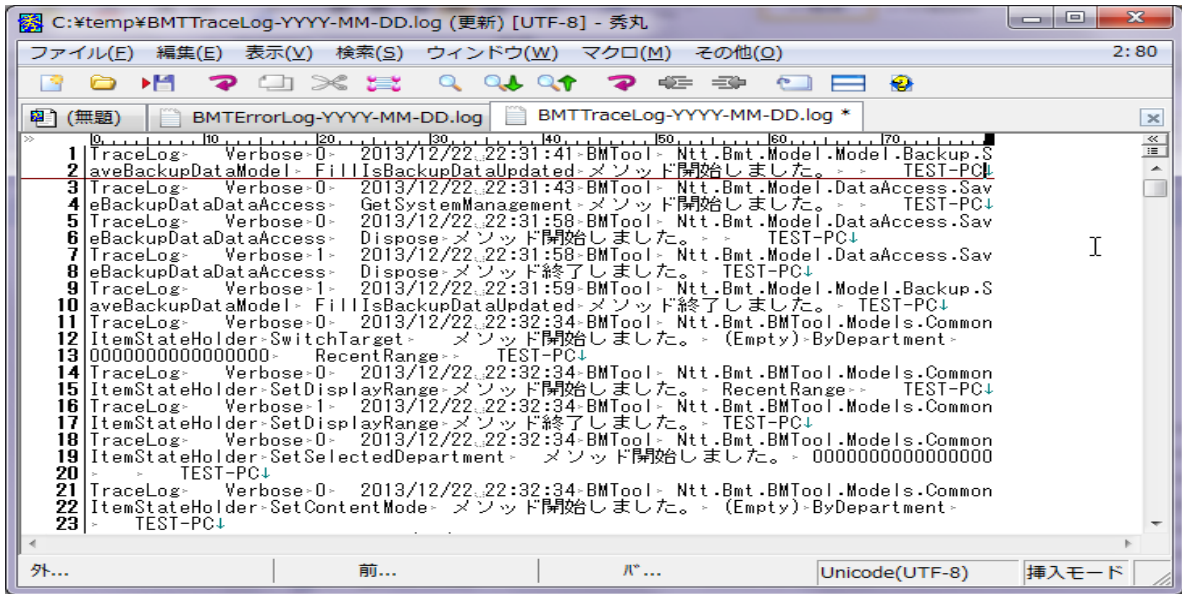 C:¥temp¥BMTTraceLog-YYYY-MM-DD.log (更新) [UTF-8] - 秀丸
ファイル(F) 編集(E) 表示(V) 検索(S) ウィンドウ(W) マクロ(M) その他(O) 2:80
(無題) BMTErrorLog-YYYY-MM-DD.log BMTTraceLog-YYYY-MM-DD.log *
0 10 20 30 40 50 60 70
1 TraceLog Verbose 0 2013/12/22 22:31:41 BMTool Ntt.Bmt.Model.Model.Backup.S
2 aveBackupDataModel FillIsBackupDataUpdated メソッド開始しました。 TEST-PC↓
3 TraceLog Verbose 0 2013/12/22 22:31:43 BMTool Ntt.Bmt.Model.DataAccess.Sav
4 eBackupDataDataAccess GetSystemManagement メソッド開始しました。 TEST-PC↓
5 TraceLog Verbose 0 2013/12/22 22:31:58 BMTool Ntt.Bmt.Model.DataAccess.Sav
6 eBackupDataDataAccess Dispose メソッド開始しました。 TEST-PC↓
7 TraceLog Verbose 1 2013/12/22 22:31:58 BMTool Ntt.Bmt.Model.DataAccess.Sav
8 eBackupDataDataAccess Dispose メソッド終了しました。 TEST-PC↓
9 TraceLog Verbose 1 2013/12/22 22:31:59 BMTool Ntt.Bmt.Model.Model.Backup.S
10 aveBackupDataModel FillIsBackupDataUpdated メソッド終了しました。 TEST-PC↓
11 TraceLog Verbose 0 2013/12/22 22:32:34 BMTool Ntt.Bmt.BMTool.Models.Common
12 ItemStateHolder SwitchTarget メソッド開始しました。 (Empty) ByDepartment
13 0000000000000000 RecentRange TEST-PC↓
14 TraceLog Verbose 0 2013/12/22 22:32:34 BMTool Ntt.Bmt.BMTool.Models.Common
15 ItemStateHolder SetDisplayRange メソッド開始しました。 RecentRange TEST-PC↓
16 TraceLog Verbose 1 2013/12/22 22:32:34 BMTool Ntt.Bmt.BMTool.Models.Common
17 ItemStateHolder SetDisplayRange メソッド終了しました。 TEST-PC↓
18 TraceLog Verbose 0 2013/12/22 22:32:34 BMTool Ntt.Bmt.BMTool.Models.Common
19 ItemStateHolder SetSelectedDepartment メソッド開始しました。 0000000000000000
20 TEST-PC↓
21 TraceLog Verbose 0 2013/12/22 22:32:34 BMTool Ntt.Bmt.BMTool.Models.Common
22 ItemStateHolder SetContentMode メソッド開始しました。 (Empty) ByDepartment
23 TEST-PC↓
外... 前... バ... Unicode(UTF-8) 挿入モード